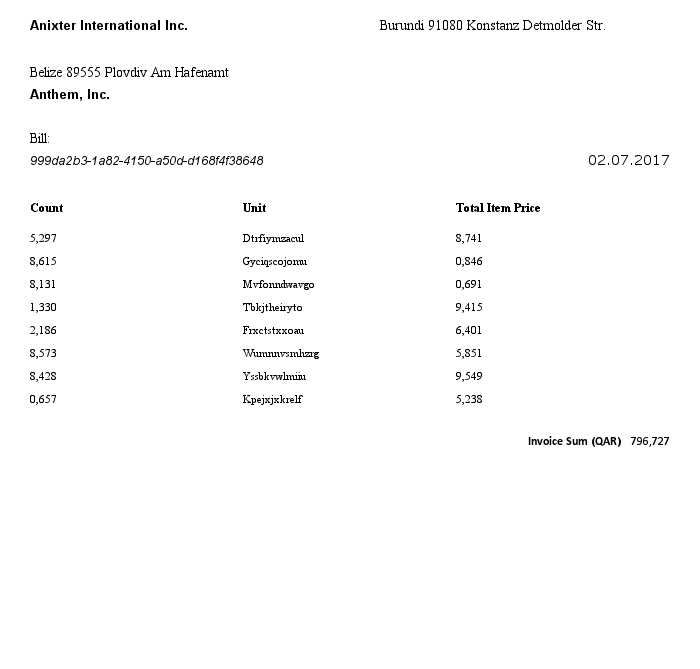 Anixter International Inc. Burundi 91080 Konstanz Detmolder Str.
Belize 89555 Plovdiv Am Hafenamt
Anthem, Inc.
Bill:
999da2b3-1a82-4150-a50d-d168f4f38648 02.07.2017
Count Unit Total Item Price
5,297 Dtrfiymzacul 8,741
8,615 Gyciqscojomu 0,846
8,131 Mvfonndwavgo 0,691
1,330 Tbkjtheiryto 9,415
2,186 Frxctstxxoau 6,401
8,573 Wumnnvsmhzrg 5,851
8,428 Yssbkvwlmiiu 9,549
0,657 Kpejxjxkrelf 5,238
Invoice Sum (QAR) 796,727